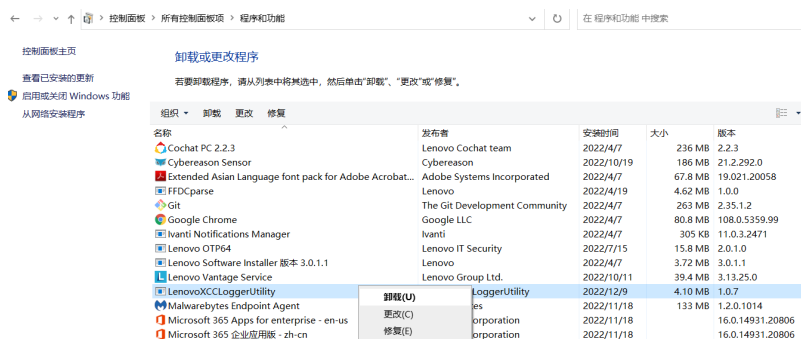 控制面板 › 所有控制面板项 › 程序和功能
在 程序和功能 中搜索
控制面板主页
查看已安装的更新
启用或关闭 Windows 功能
从网络安装程序
卸载或更改程序
若要卸载程序，请从列表中将其选中，然后单击"卸载"、"更改"或"修复"。
组织 卸载 更改 修复
名称 发布者 安装时间 大小 版本
Cochat PC 2.2.3 Lenovo Cochat team 2022/4/7 236 MB 2.2.3
Cybereason Sensor Cybereason 2022/10/19 186 MB 21.2.292.0
Extended Asian Language font pack for Adobe Acrobat... Adobe Systems Incorporated 2022/4/7 67.8 MB 19.021.20058
FFDCparse Lenovo 2022/4/19 4.62 MB 1.0.0
Git The Git Development Community 2022/4/7 263 MB 2.35.1.2
Google Chrome Google LLC 2022/4/7 80.8 MB 108.0.5359.99
Ivanti Notifications Manager Ivanti 2022/4/7 305 KB 11.0.3.2471
Lenovo OTP64 Lenovo IT Security 2022/7/15 15.8 MB 2.0.1.0
Lenovo Software Installer 版本 3.0.1.1 Lenovo 2022/4/7 3.72 MB 3.0.1.1
Lenovo Vantage Service Lenovo Group Ltd. 2022/10/11 39.4 MB 3.13.25.0
LenovoXCCLoggerUtility LoggerUtility 2022/12/9 4.10 MB 1.0.7
Malwarebytes Endpoint Agent es 2022/11/18 133 MB 1.2.0.1014
Microsoft 365 Apps for enterprise - en-us orporation 2022/11/18 16.0.14931.20806
Microsoft 365 企业应用版 - zh-cn orporation 2022/11/18 16.0.14931.20806
卸载(U)
更改(C)
修复(E)